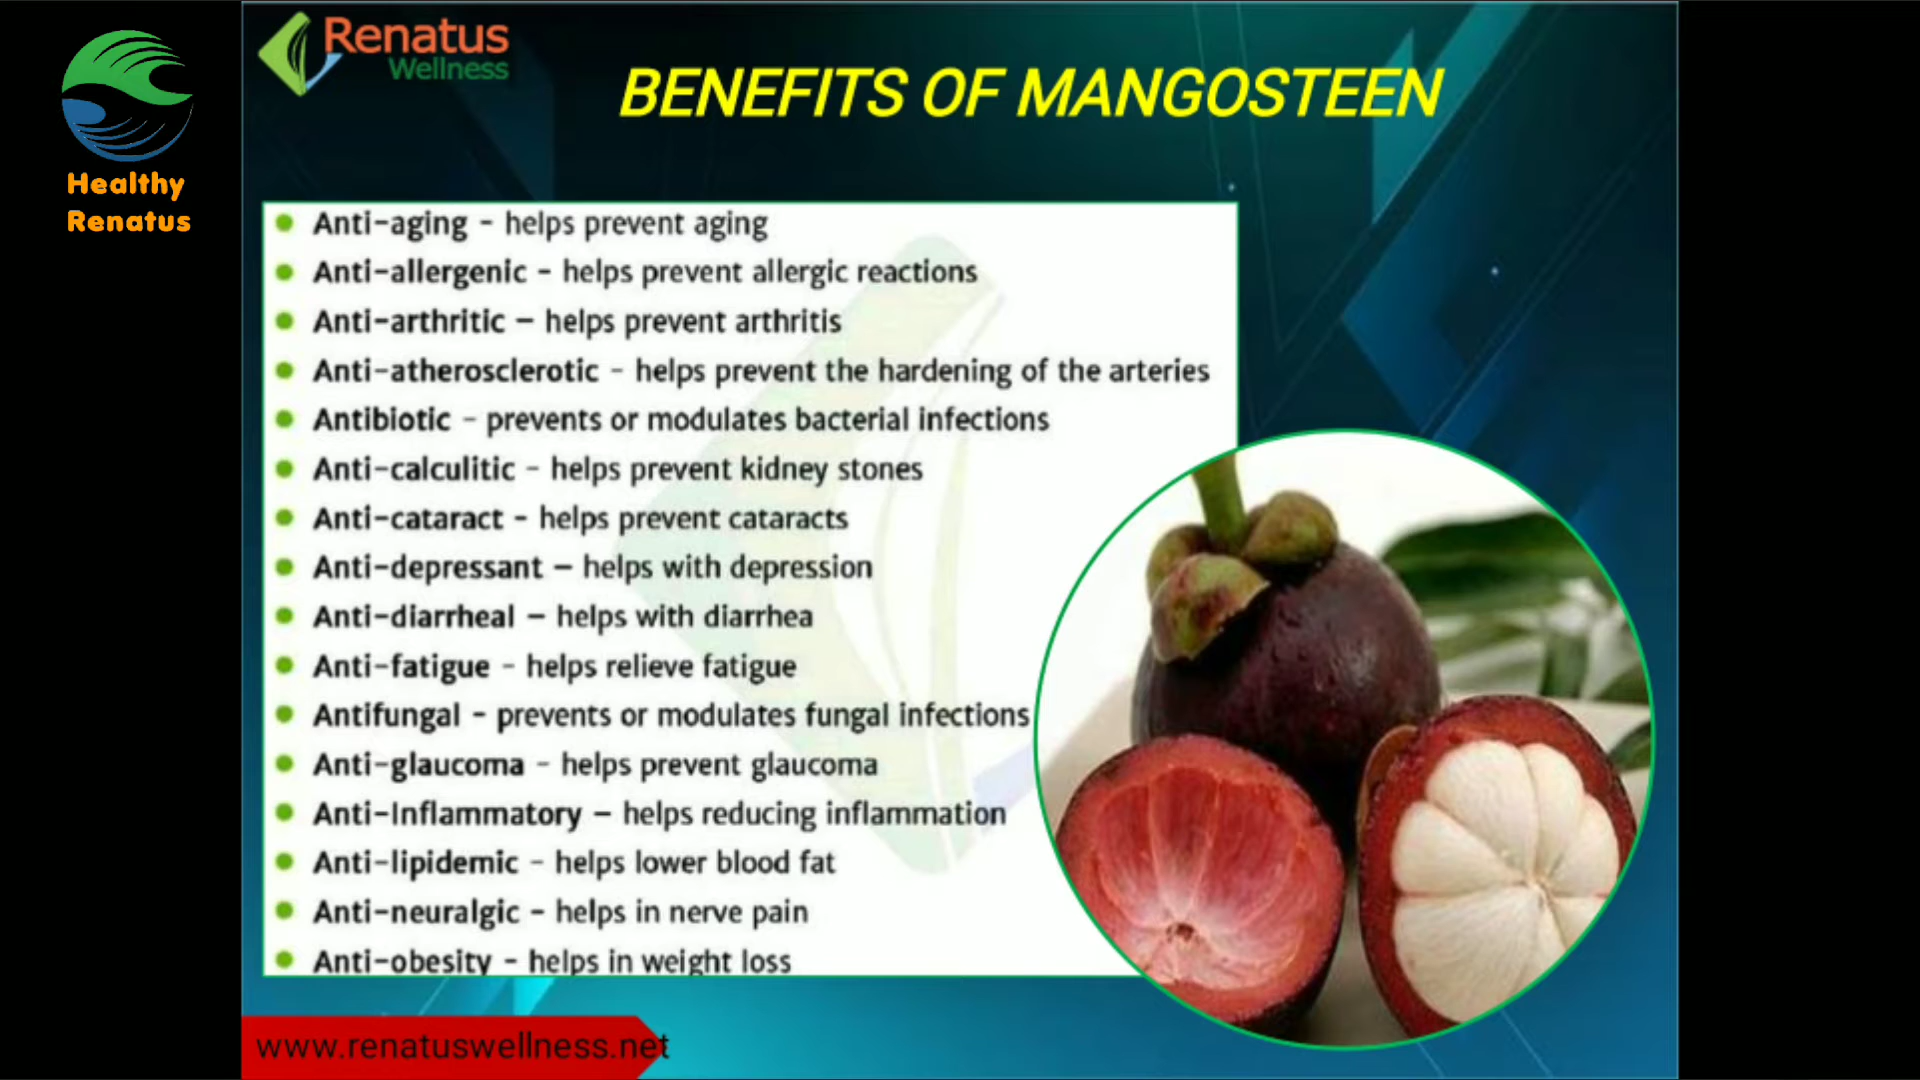 Healthy
Renatus
Renatus
Wellness
BENEFITS OF MANGOSTEEN
Anti-aging - helps prevent aging
Anti-allergenic - helps prevent allergic reactions
Anti-arthritic – helps prevent arthritis
Anti-atherosclerotic - helps prevent the hardening of the arteries
Antibiotic - prevents or modulates bacterial infections
Anti-calculitic - helps prevent kidney stones
Anti-cataract - helps prevent cataracts
Anti-depressant – helps with depression
Anti-diarrheal – helps with diarrhea
Anti-fatigue - helps relieve fatigue
Antifungal - prevents or modulates fungal infections
Anti-glaucoma - helps prevent glaucoma
Anti-Inflammatory – helps reducing inflammation
Anti-lipidemic - helps lower blood fat
Anti-neuralgic - helps in nerve pain
Anti-obesity - helps in weight loss
www.renatuswellness.net